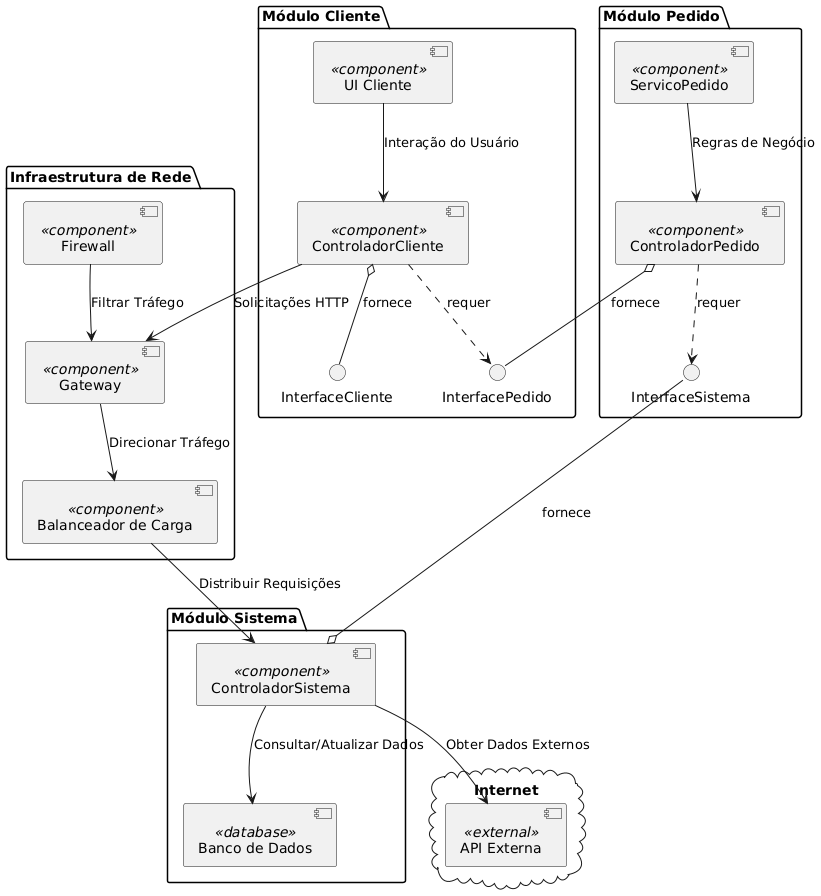 Módulo Cliente
Módulo Pedido
«component»
UI Cliente
«component»
ServicoPedido
Interação do Usuário
Regras de Negócio
Infraestrutura de Rede
«component»
Firewall
«component»
ControladorCliente
«component»
ControladorPedido
Filtrar Tráfego
Solicitações HTTP
fornece
requer
fornece
requer
«component»
Gateway
InterfaceCliente
InterfacePedido
InterfaceSistema
Direcionar Tráfego
«component»
Balanceador de Carga
fornece
Distribuir Requisições
Módulo Sistema
«component»
ControladorSistema
Consultar/Atualizar Dados
Obter Dados Externos
Internet
«database»
Banco de Dados
«external»
API Externa